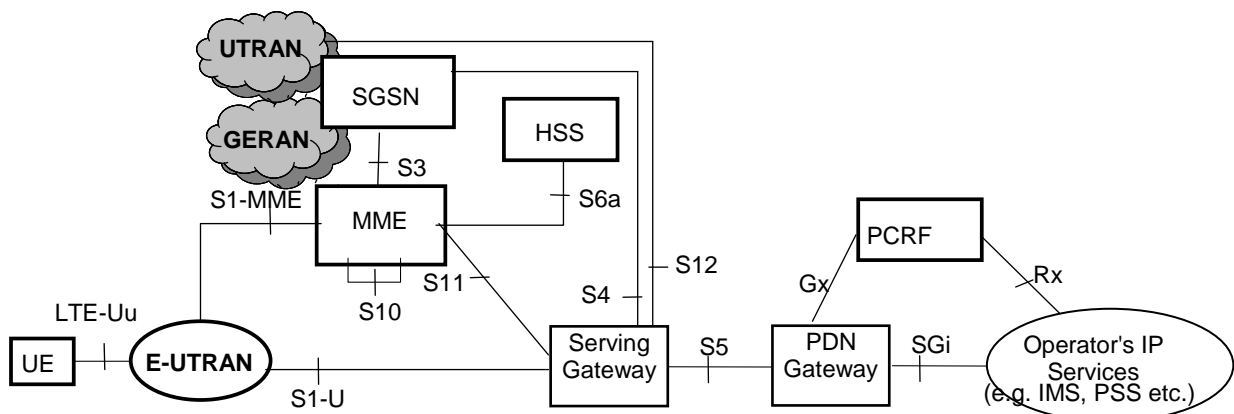 UTRAN
SGSN
GERAN
HSS
S3
S1-MME
S6a
MME
PCRF
S11
S12
S10
Gx
Rx
S4
LTE-Uu
UE
E-UTRAN
S1-U
Serving
Gateway
S5
PDN
Gateway
SGi
Operator's IP
Services
(e.g. IMS, PSS etc.)